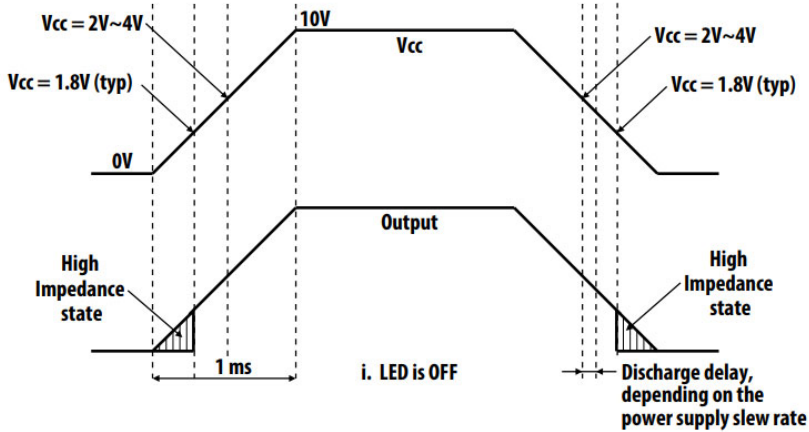 Vcc = 2V~4V
10V
Vcc
Vcc = 2V~4V
Vcc = 1.8V (typ)
Vcc = 1.8V (typ)
0V
Output
High
Impedance
state
High
Impedance
state
1 ms
i. LED is OFF
Discharge delay,
depending on the
power supply slew rate